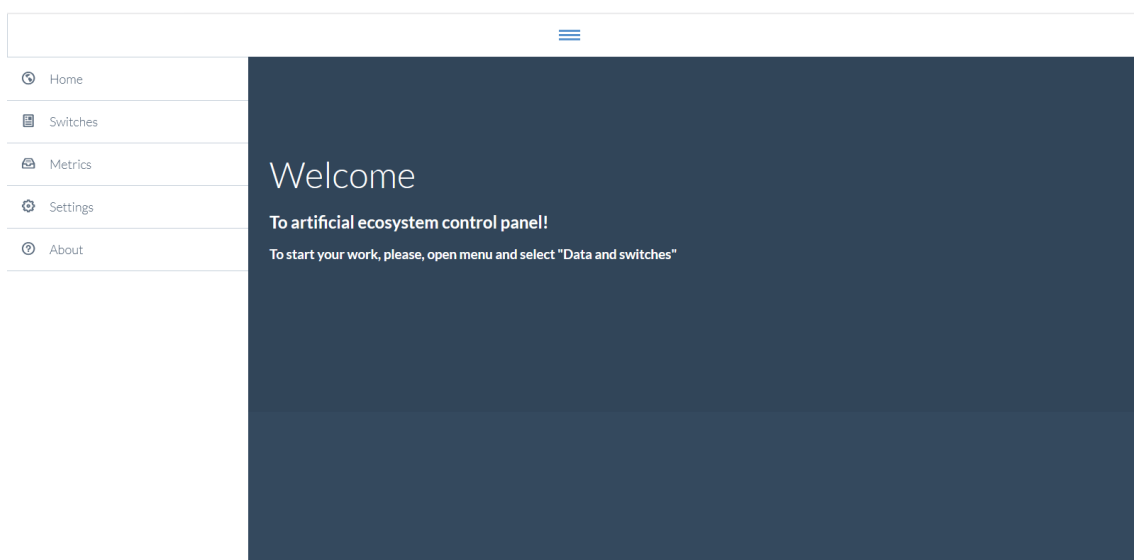 Home
Switches
Metrics
Settings
About
Welcome
To artificial ecosystem control panel!
To start your work, please, open menu and select "Data and switches"